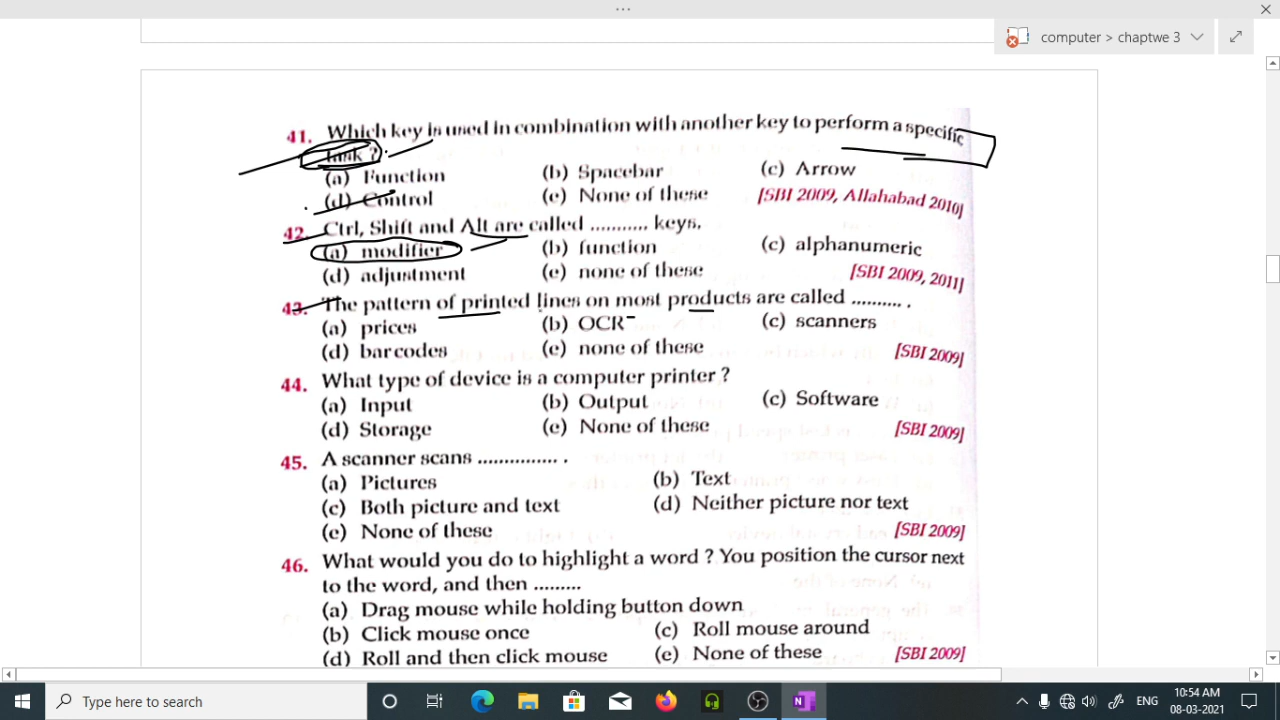 ...
computer > chaptwe 3
41. Which key is used in combination with another key to perform a specific
task ?
(a) Function (b) Spacebar (c) Arrow
(d) Control (e) None of these [SBI 2009, Allahabad 2010]
42. Ctrl, Shift and Alt are called ........... keys.
(a) modifier (b) function (c) alphanumeric
(d) adjustment (e) none of these [SBI 2009, 2011]
43. The pattern of printed lines on most products are called .......... .
(a) prices (b) OCR (c) scanners
(d) barcodes (e) none of these [SBI 2009]
44. What type of device is a computer printer ?
(a) Input (b) Output (c) Software
(d) Storage (e) None of these [SBI 2009]
45. A scanner scans ............... .
(a) Pictures (b) Text
(c) Both picture and text (d) Neither picture nor text
(e) None of these [SBI 2009]
46. What would you do to highlight a word ? You position the cursor next
to the word, and then .........
(a) Drag mouse while holding button down
(b) Click mouse once (c) Roll mouse around
(d) Roll and then click mouse (e) None of these [SBI 2009]
Type here to search
ENG
10:54 AM
08-03-2021